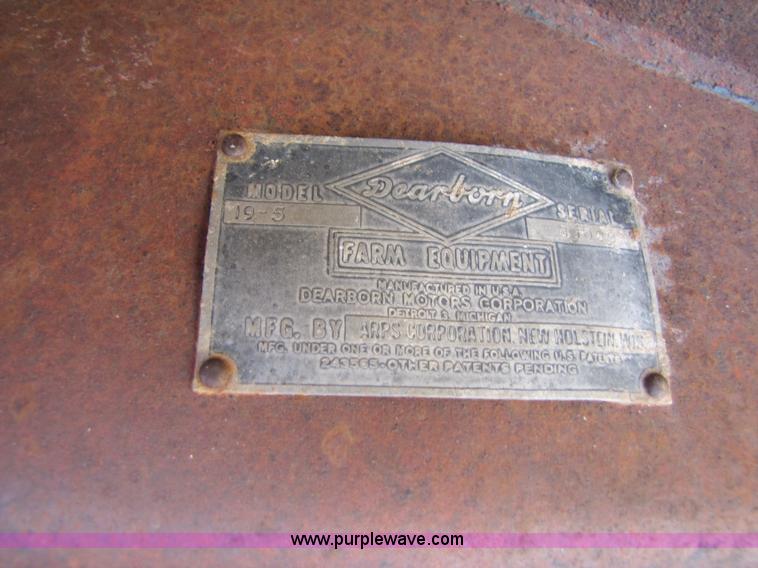 Dearborn
MODEL SERIAL
19-5
FARM EQUIPMENT
MANUFACTURED IN U.S.A.
DEARBORN MOTORS CORPORATION
DETROIT 3, MICHIGAN
MFG. BY ARPS CORPORATION, NEW HOLSTEIN, WIS.
MFG. UNDER ONE OR MORE OF THE FOLLOWING U.S. PATENTS
243565-OTHER PATENTS PENDING
www.purplewave.com